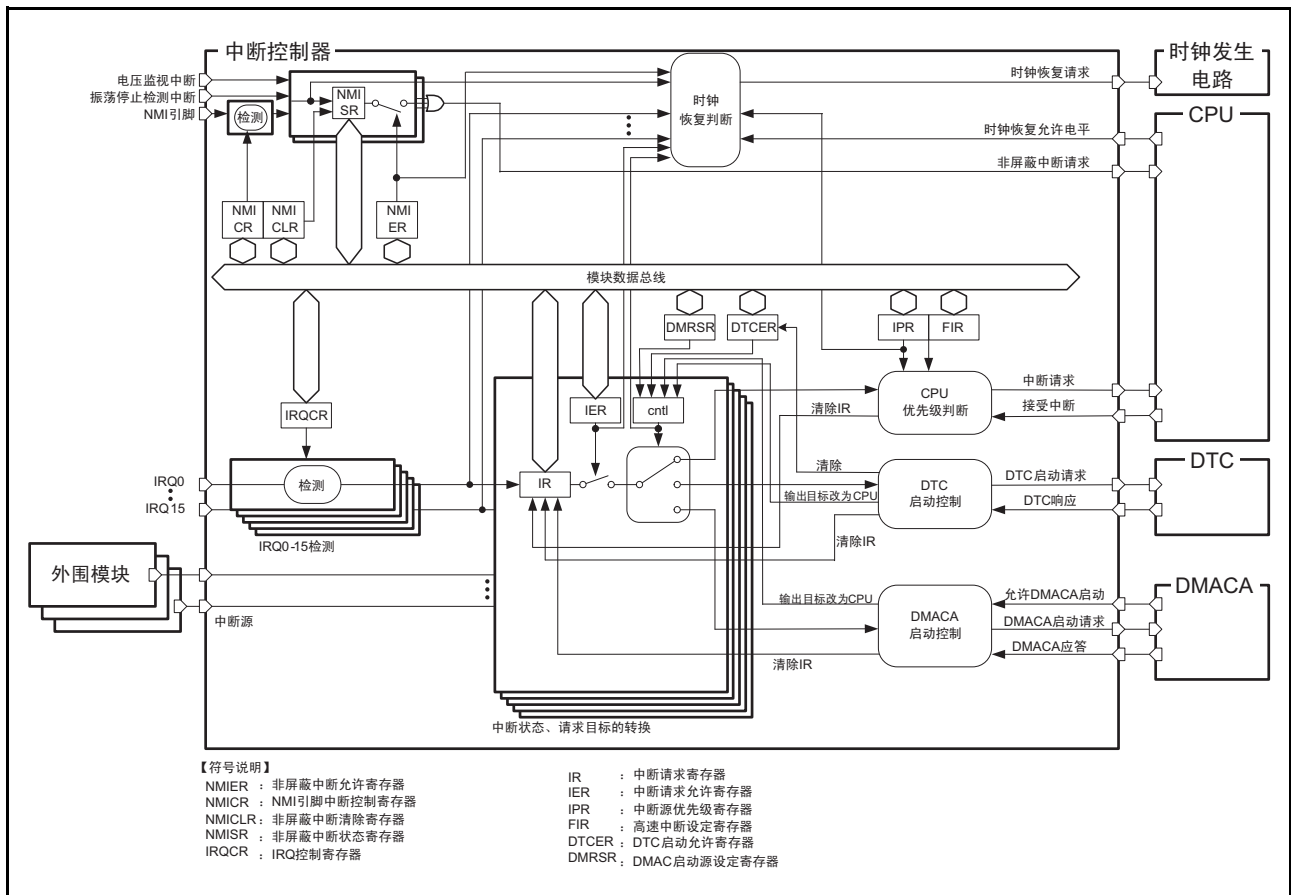 中断控制器
时钟发生
电路
电压监视中断
振荡停止检测中断
NMI引脚
检测
NMI
SR
时钟
恢复判断
时钟恢复请求
时钟恢复允许电平
非屏蔽中断请求
CPU
NMI
CR
NMI
CLR
NMI
ER
模块数据总线
DMRSR
DTCER
IPR
FIR
IRQCR
IER
cntl
CPU
优先级判断
中断请求
接受中断
清除IR
IRQ0
IRQ15
检测
IRQ0-15检测
IR
清除
输出目标改为CPU
清除IR
DTC
启动控制
DTC启动请求
DTC响应
DTC
外围模块
中断源
输出目标改为CPU
清除IR
DMACA
启动控制
允许DMACA启动
DMACA启动请求
DMACA应答
DMACA
中断状态、请求目标的转换
【符号说明】
NMIER ：非屏蔽中断允许寄存器
NMICR ：NMI引脚中断控制寄存器
NMICLR：非屏蔽中断清除寄存器
NMISR ：非屏蔽中断状态寄存器
IRQCR ：IRQ控制寄存器
IR ：中断请求寄存器
IER ：中断请求允许寄存器
IPR ：中断源优先级寄存器
FIR ：高速中断设定寄存器
DTCER ：DTC启动允许寄存器
DMRSR ：DMAC启动源设定寄存器